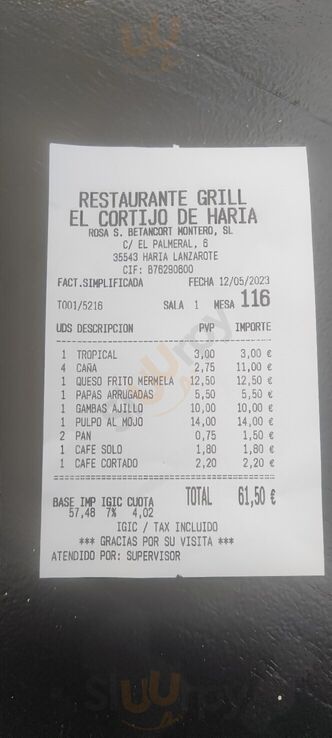 RESTAURANTE GRILL
EL CORTIJO DE HARIA
ROSA S. BETANCORT MONTERO, SL
C/ EL PALMERAL, 6
35543 HARIA LANZAROTE
CIF: B76290600
FACT.SIMPLIFICADA FECHA 12/05/2023
T001/5216 SALA 1 MESA 116
UDS DESCRIPCION PVP IMPORTE
1 TROPICAL 3,00 3,00 €
4 CAÑA 2,75 11,00 €
1 QUESO FRITO MERMELA 12,50 12,50 €
1 PAPAS ARRUGADAS 5,50 5,50 €
1 GAMBAS AJILLO 10,00 10,00 €
1 PULPO AL MOJO 14,00 14,00 €
2 PAN 0,75 1,50 €
1 CAFE SOLO 1,80 1,80 €
1 CAFE CORTADO 2,20 2,20 €
BASE IMP IGIC CUOTA TOTAL 61,50 €
57,48 7% 4,02
IGIC / TAX INCLUIDO
*** GRACIAS POR SU VISITA ***
ATENDIDO POR: SUPERVISOR